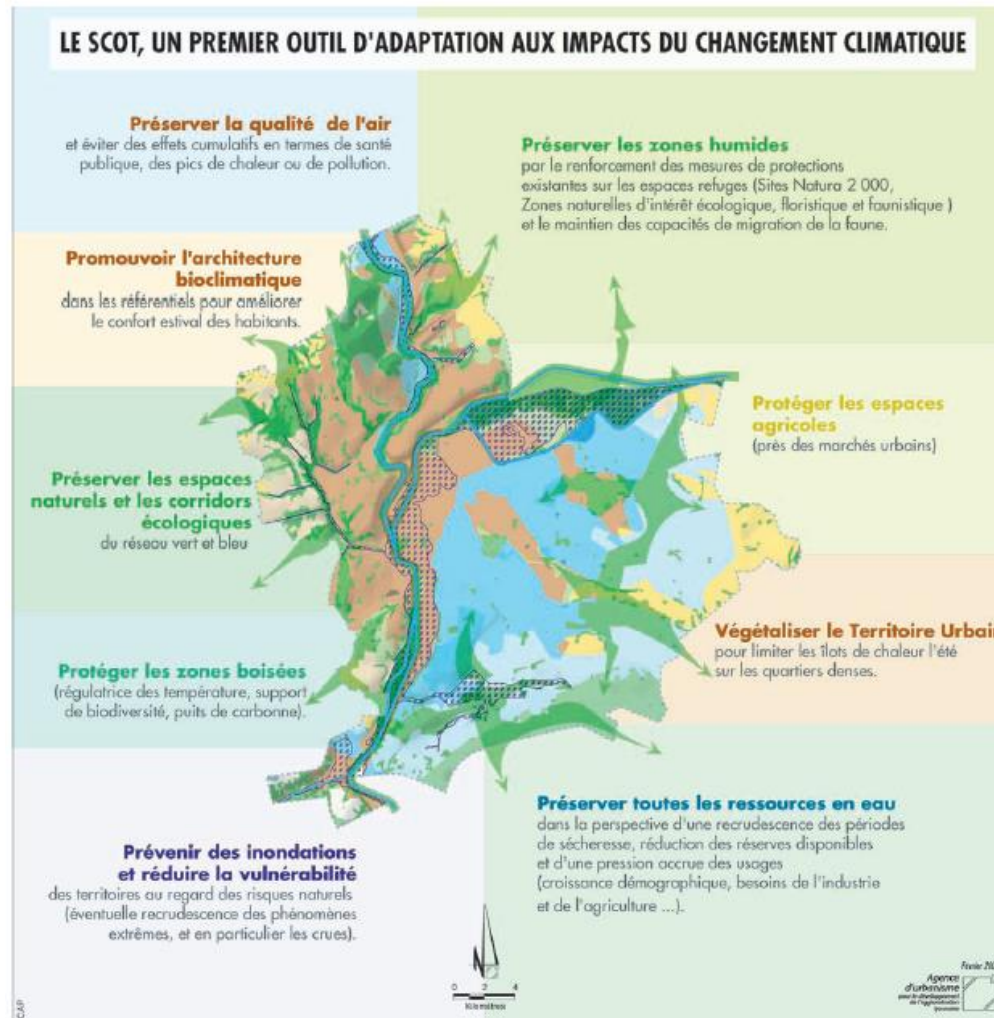 LE SCOT, UN PREMIER OUTIL D'ADAPTATION AUX IMPACTS DU CHANGEMENT CLIMATIQUE
Préserver la qualité de l'air
et éviter des effets cumulatifs en termes de santé
publique, des pics de chaleur ou de pollution.
Préserver les zones humides
par le renforcement des mesures de protections
existantes sur les espaces refuges (Sites Natura 2 000,
Zones naturelles d'intérêt écologique, floristique et faunistique )
et le maintien des capacités de migration de la faune.
Promouvoir l'architecture
bioclimatique
dans les référentiels pour améliorer
le confort estival des habitants.
Protéger les espaces
agricoles
(près des marchés urbains)
Préserver les espaces
naturels et les corridors
écologiques
du réseau vert et bleu
Végétaliser le Territoire Urbain
pour limiter les îlots de chaleur l'été
sur les quartiers denses.
Protéger les zones boisées
(régulatrice des température, support
de biodiversité, puits de carbonne).
Préserver toutes les ressources en eau
dans la perspective d'une recrudescence des périodes
de sécheresse, réduction des réserves disponibles
et d'une pression accrue des usages
(croissance démographique, besoins de l'industrie
et de l'agriculture ...).
Prévenir des inondations
et réduire la vulnérabilité
des territoires au regard des risques naturels
(éventuelle recrudescence des phénomènes
extrêmes, et en particulier les crues).
N
0 2 4
Kilomètres
Février
Agence
d'urbanisme
pour le développement
de l'agglomération
lyonnaise
CAP